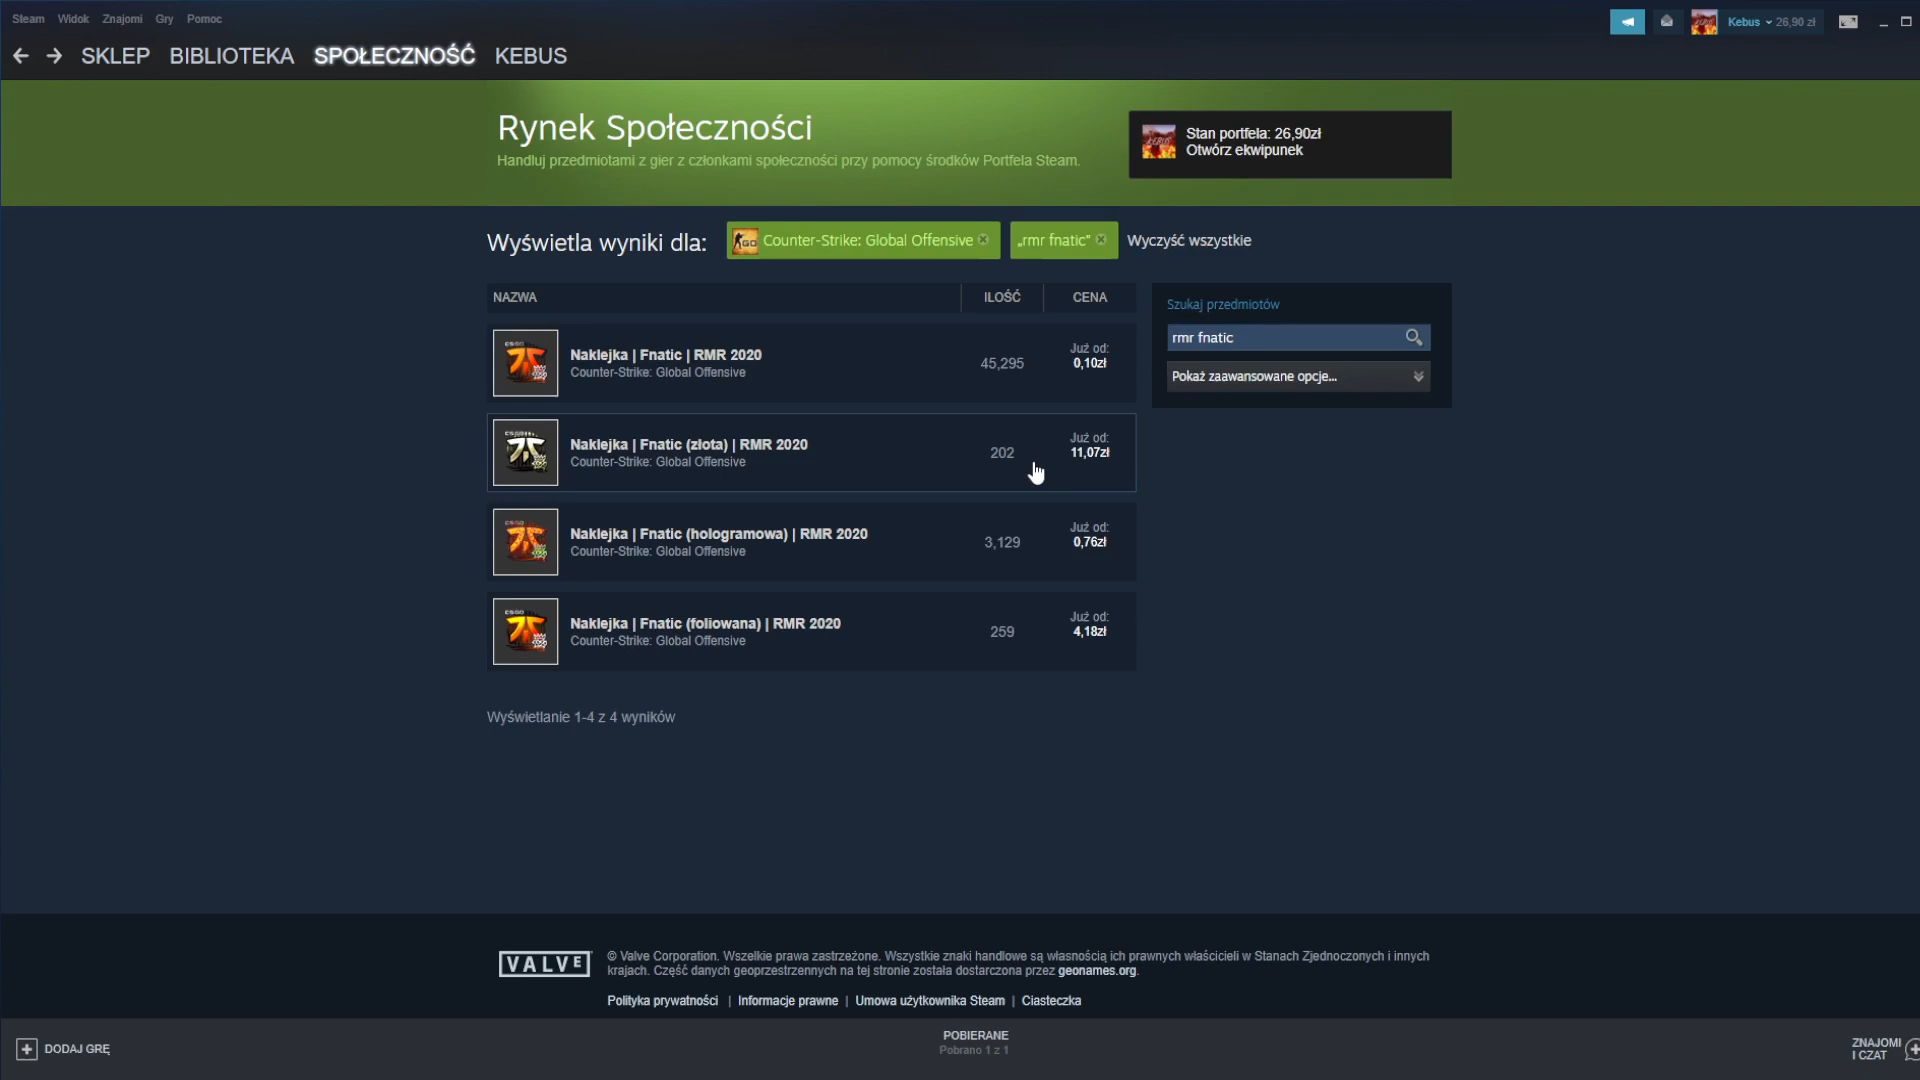 Steam Widok Znajomi Gry Pomoc
Kebus 26,90 zł
SKLEP BIBLIOTEKA SPOŁECZNOŚĆ KEBUS
Rynek Społeczności
Handluj przedmiotami z gier z członkami społeczności przy pomocy środków Portfela Steam.
Stan portfela: 26,90zł
Otwórz ekwipunek
Wyświetla wyniki dla: Counter-Strike: Global Offensive „rmr fnatic” Wyczyść wszystkie
NAZWA ILOŚĆ CENA
Naklejka | Fnatic | RMR 2020
Counter-Strike: Global Offensive
45,295
Już od:
0,10zł
Naklejka | Fnatic (złota) | RMR 2020
Counter-Strike: Global Offensive
202
Już od:
11,07zł
Naklejka | Fnatic (hologramowa) | RMR 2020
Counter-Strike: Global Offensive
3,129
Już od:
0,76zł
Naklejka | Fnatic (foliowana) | RMR 2020
Counter-Strike: Global Offensive
259
Już od:
4,18zł
Wyświetlanie 1-4 z 4 wyników
Szukaj przedmiotów
rmr fnatic
Pokaż zaawansowane opcje...
VALVE
© Valve Corporation. Wszelkie prawa zastrzeżone. Wszystkie znaki handlowe są własnością ich prawnych właścicieli w Stanach Zjednoczonych i innych
krajach. Część danych geoprzestrzennych na tej stronie została dostarczona przez geonames.org.
Polityka prywatności | Informacje prawne | Umowa użytkownika Steam | Ciasteczka
DODAJ GRĘ
POBIERANE
Pobrano 1 z 1
ZNAJOMI
I CZAT